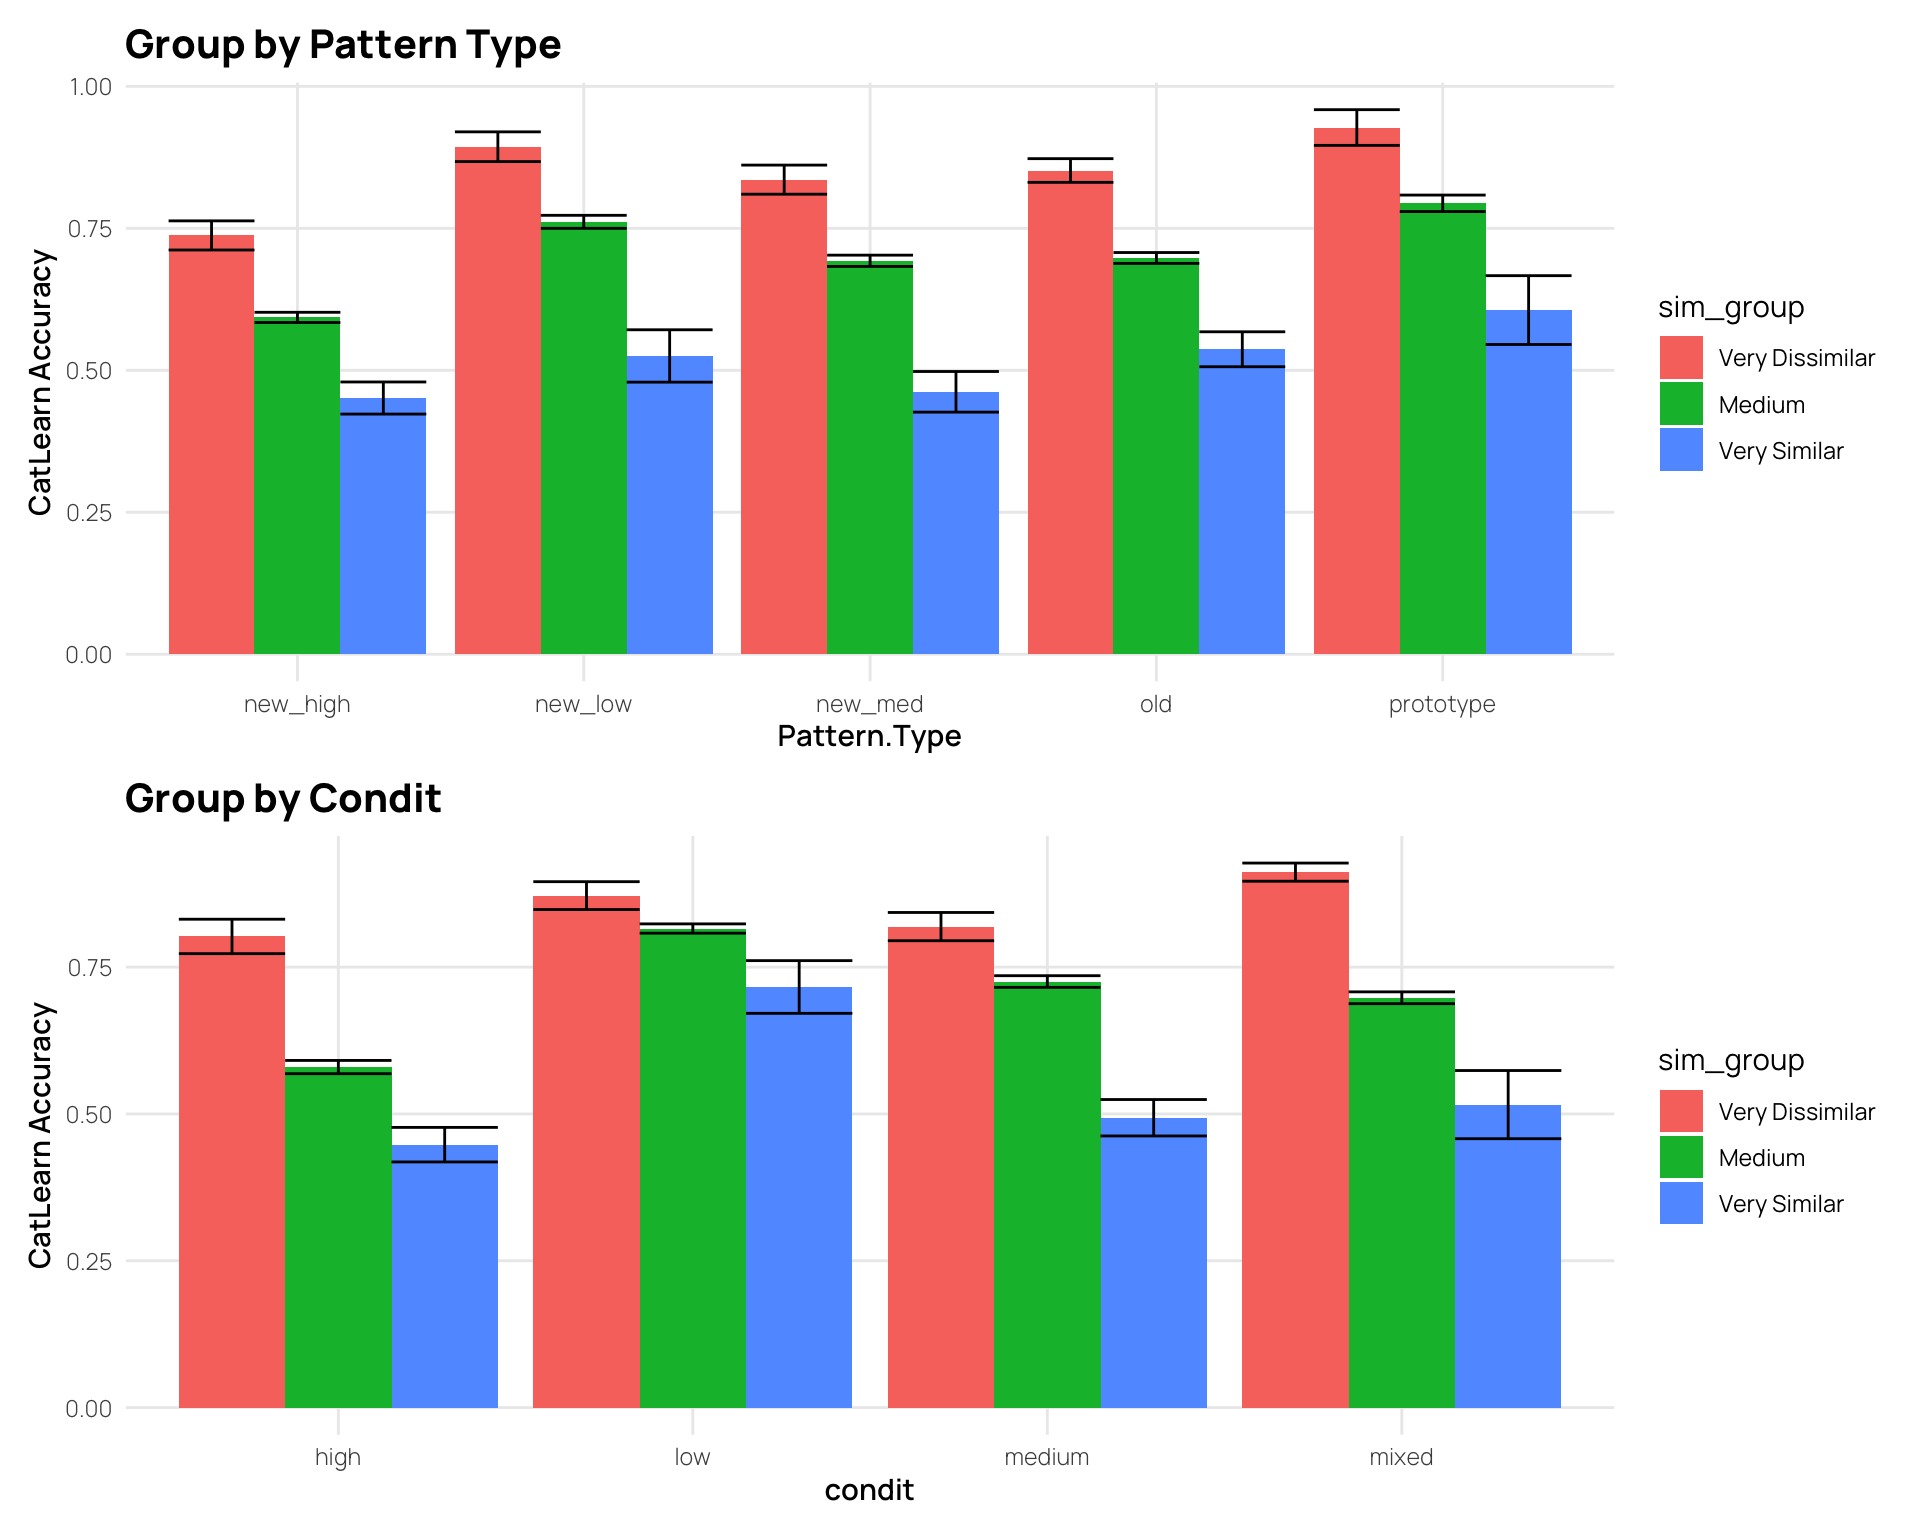 Group by Pattern Type
1.00
0.75
0.50
0.25
0.00
CatLearn Accuracy
new_high new_low new_med old prototype
Pattern.Type
sim_group
Very Dissimilar
Medium
Very Similar
Group by Condit
0.75
0.50
0.25
0.00
CatLearn Accuracy
high low medium mixed
condit
sim_group
Very Dissimilar
Medium
Very Similar